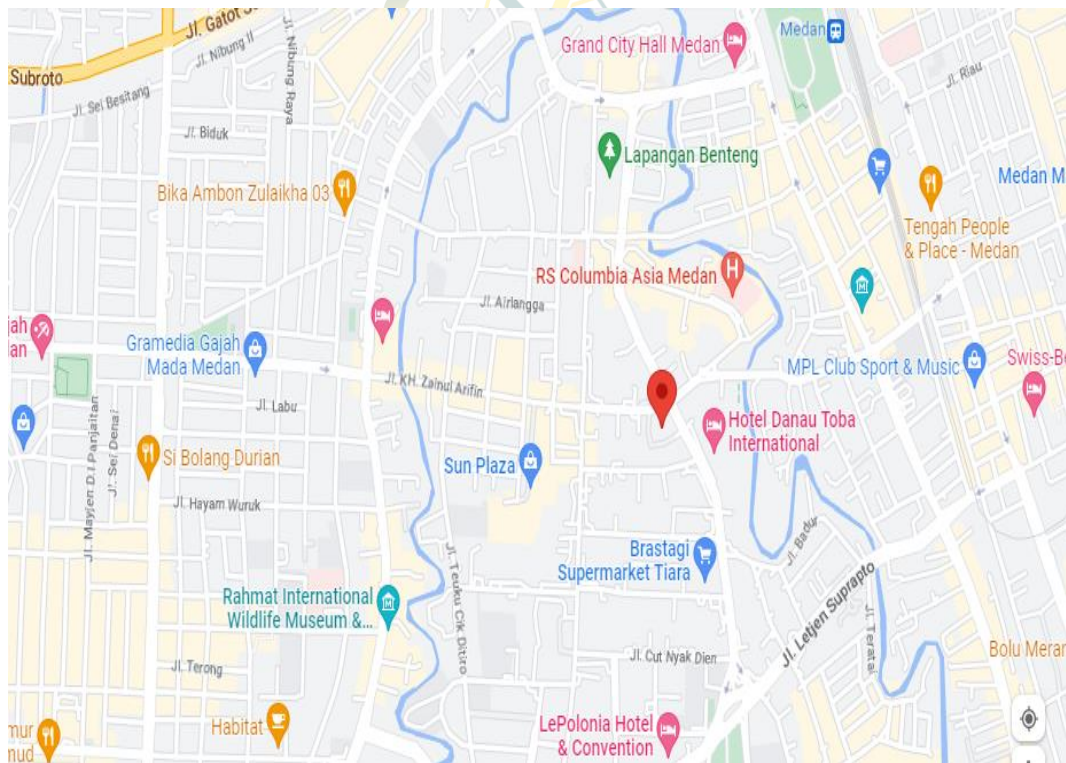 Jl. Gatot S
Subroto
Jl. Nibung II
Jl. Nibung Raya
Jl. Sei Besitang
Jl. Biduk
Grand City Hall Medan
Medan
Jl. Riau
Lapangan Benteng
Medan M
Bika Ambon Zulaikha 03
Tengah People
& Place - Medan
RS Columbia Asia Medan
Jl. Airlangga
jah
an
Gramedia Gajah
Mada Medan
Jl. KH. Zainul Arifin
MPL Club Sport & Music
Swiss-Be
Jl. Labu
Hotel Danau Toba
International
Jl. Mayjen D.I Panjaitan
Jl. Sei Denai
Si Bolang Durian
Sun Plaza
Jl. Hayam Wuruk
Jl. Badur
Brastagi
Supermarket Tiara
Jl. Teuku Cik Ditiro
Rahmat International
Wildlife Museum &...
Jl. Letjen Suprapto
Jl. Teratai
Jl. Cut Nyak Dien
Bolu Meran
Jl. Terong
Habitat
LePolonia Hotel
& Convention
mur
mud